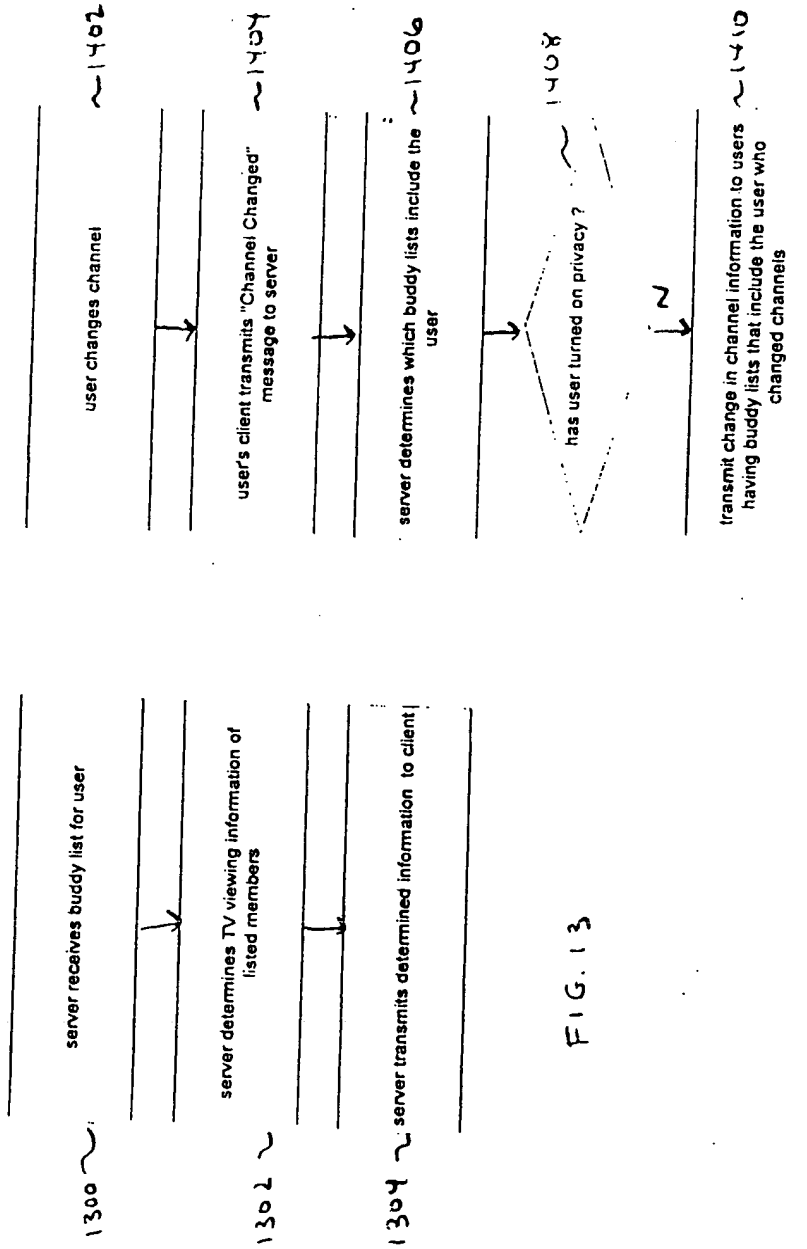 1300 ~ server receives buddy list for user
1302 ~ server determines TV viewing information of
listed members
1304 ~ server transmits determined information to client
FIG. 13
user changes channel ~1402
user's client transmits "Channel Changed" ~1404
message to server
server determines which buddy lists include the ~1406
user
has user turned on privacy ? ~ 1408
N
transmit change in channel information to users ~1410
having buddy lists that include the user who
changed channels